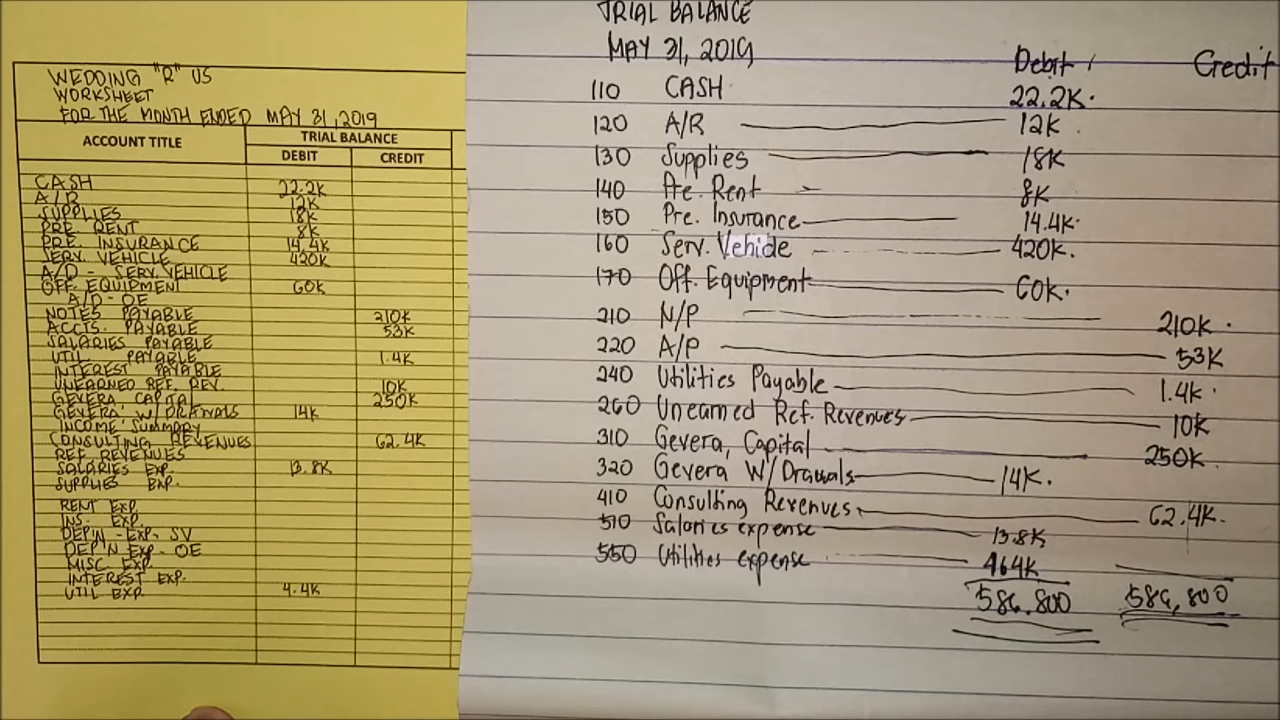 WEDDING "R" US
WORKSHEET
FOR THE MONTH ENDED MAY 31, 2019
ACCOUNT TITLE TRIAL BALANCE
DEBIT CREDIT
CASH 22.2K
A/R 12K
SUPPLIES 18K
PRE. RENT 8K
PRE. INSURANCE 14.4K
SERV. VEHICLE 420K
A/D - SERV. VEHICLE
OFF. EQUIPMENT 60K
A/D - OE
NOTES PAYABLE 210K
ACCTS. PAYABLE 53K
SALARIES PAYABLE
UTIL PAYABLE 1.4K
INTEREST PAYABLE
UNEARNED REF. REV. 10K
GEVERA CAPITAL 250K
GEVERA W/DRAWALS 14K
INCOME SUMMARY
CONSULTING REVENUES 62.4K
REF. REVENUES
SALARIES EXP. 13.8K
SUPPLIES EXP.
RENT EXP.
INS. EXP.
DEP'N - EXP. SV
DEP'N EXP. - OE
MISC EXP.
INTEREST EXP.
UTIL EXP 4.4K
TRIAL BALANCE
MAY 31, 2019
Debit Credit
110 CASH 22.2K
120 A/R 12K
130 Supplies 18K
140 Pre. Rent 8K
150 Pre. Insurance 14.4K
160 Serv. Vehicle 420K
170 Off. Equipment 60K
210 N/P 210K
220 A/P 53K
240 Utilities Payable 1.4K
260 Unearned Ref. Revenues 10K
310 Gevera, Capital 250K
320 Gevera W/Drawals 14K
410 Consulting Revenues 62.4K
510 Salaries expense 13.8K
550 Utilities expense
586,800 586,800